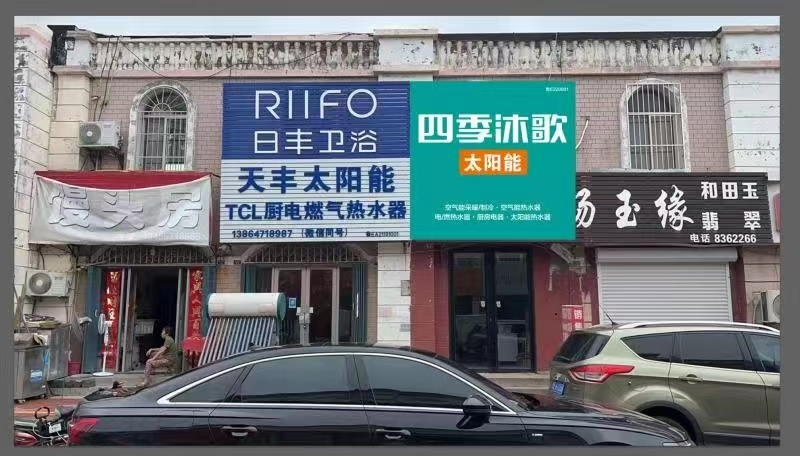 馒头房
RIIFO
日丰卫浴
天丰太阳能
TCL厨电燃气热水器
13864718987（微信同号）
四季沐歌
太阳能
空气能采暖/制冷·空气能热水器
电/燃热水器·厨房电器·太阳能热水器
杨玉缘
和田玉
翡翠
电话 8362266
销售